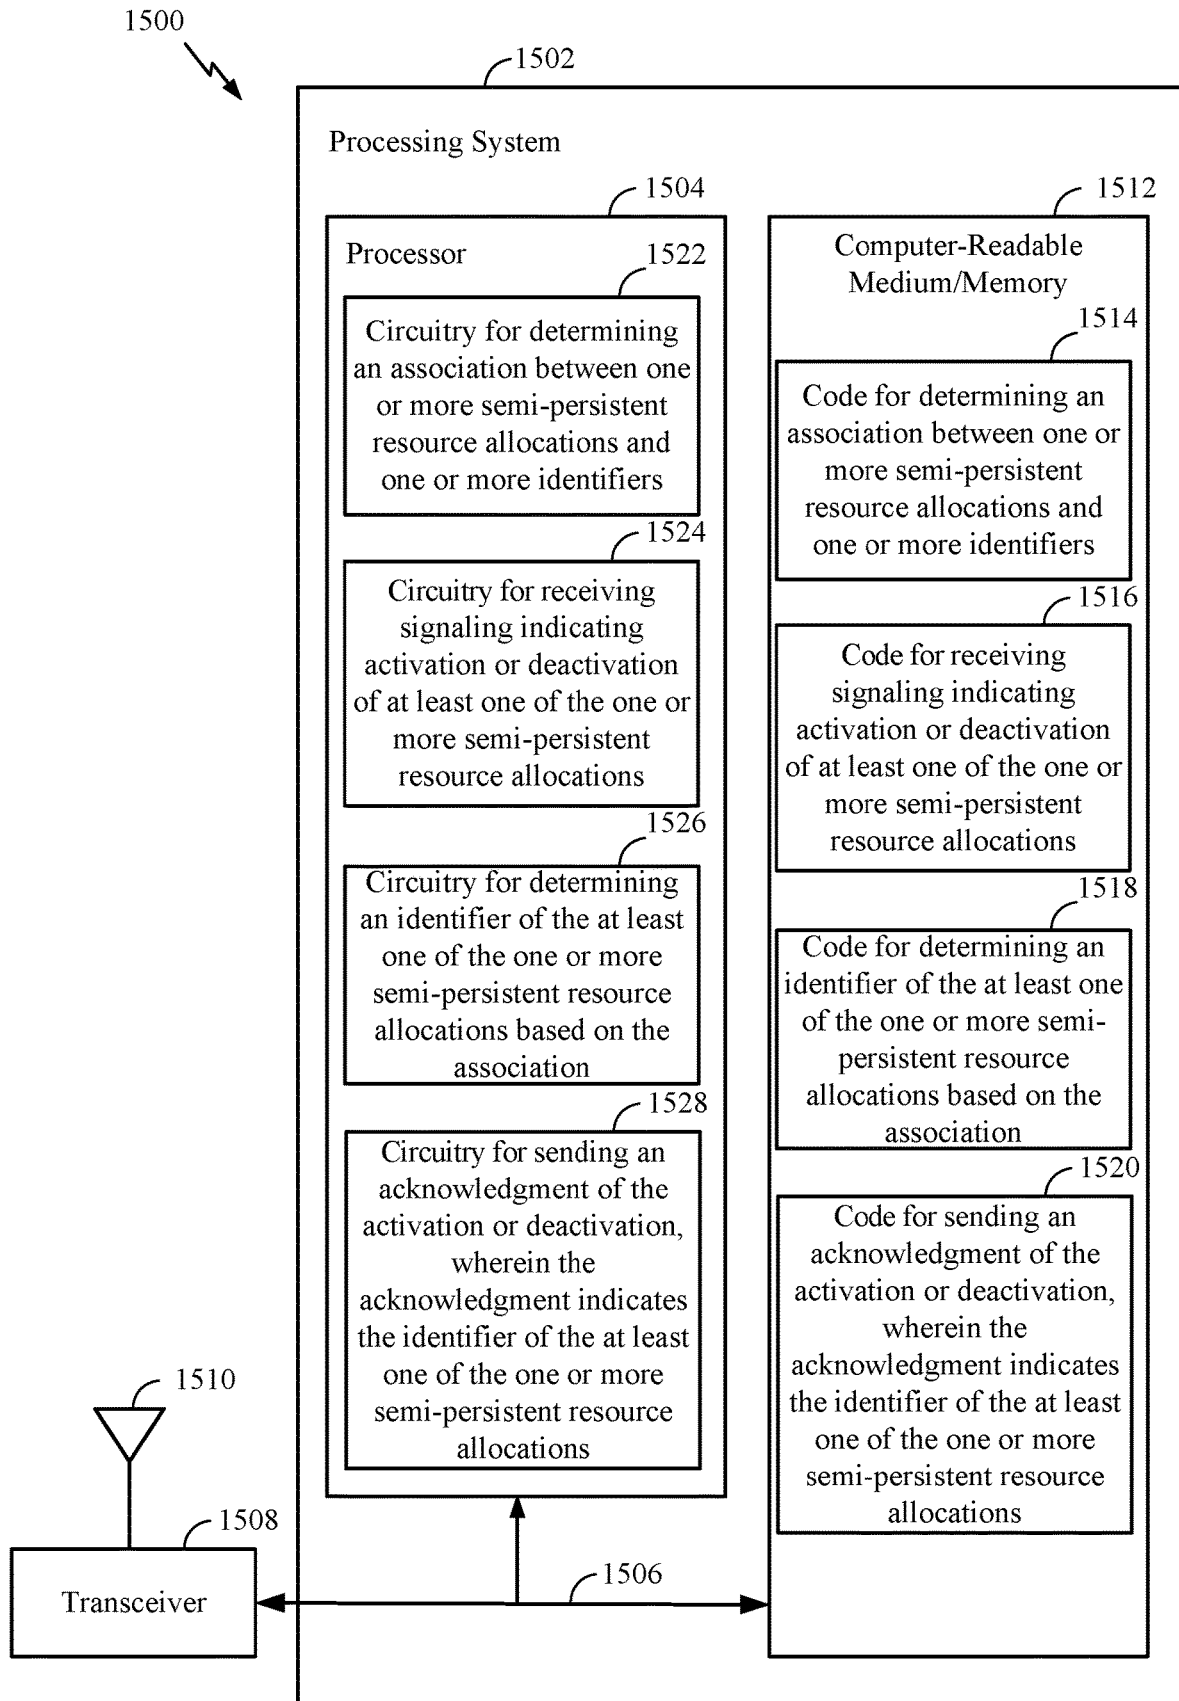 1500
1502
Processing System
1504
Processor
1522
Circuitry for determining
an association between one
or more semi-persistent
resource allocations and
one or more identifiers
1524
Circuitry for receiving
signaling indicating
activation or deactivation
of at least one of the one or
more semi-persistent
resource allocations
1526
Circuitry for determining
an identifier of the at least
one of the one or more
semi-persistent resource
allocations based on the
association
1528
Circuitry for sending an
acknowledgment of the
activation or deactivation,
wherein the
acknowledgment indicates
the identifier of the at least
one of the one or more
semi-persistent resource
allocations
1512
Computer-Readable
Medium/Memory
1514
Code for determining an
association between one or
more semi-persistent
resource allocations and
one or more identifiers
1516
Code for receiving
signaling indicating
activation or deactivation
of at least one of the one or
more semi-persistent
resource allocations
1518
Code for determining an
identifier of the at least one
of the one or more semi-
persistent resource
allocations based on the
association
1520
Code for sending an
acknowledgment of the
activation or deactivation,
wherein the
acknowledgment indicates
the identifier of the at least
one of the one or more
semi-persistent resource
allocations
1510
1508
Transceiver
1506